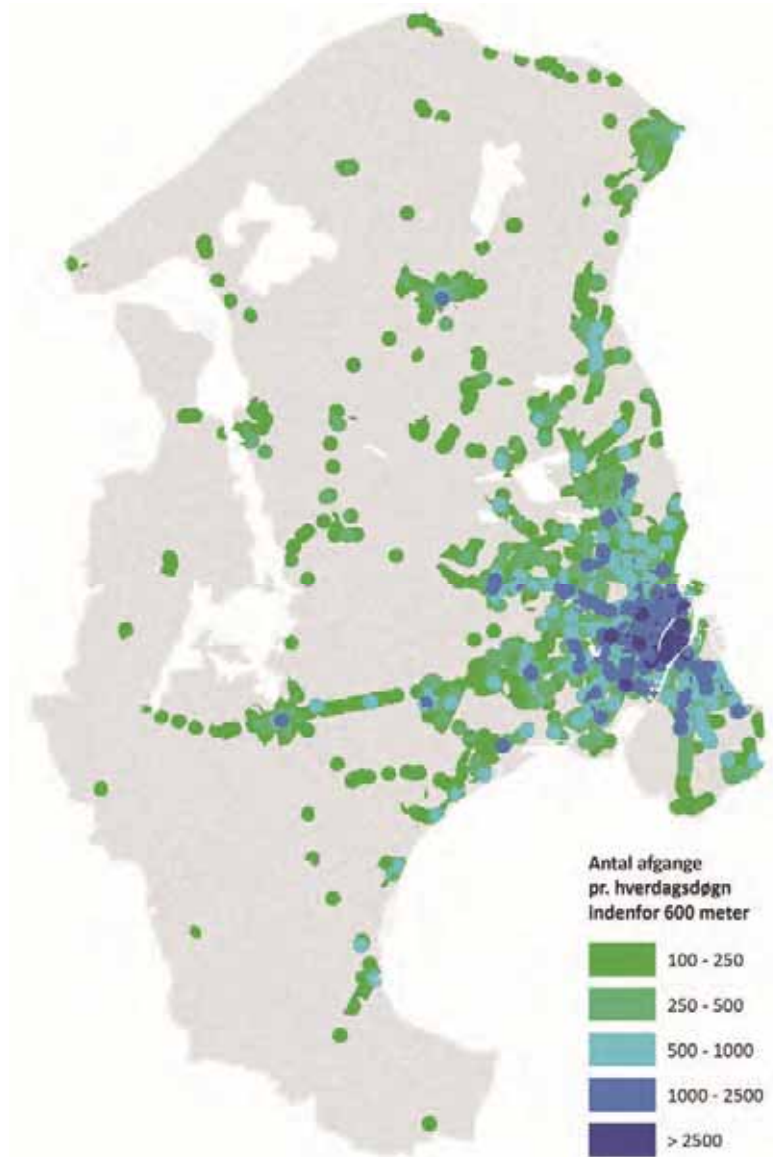 Antal afgange
pr. hverdagsdøgn
indenfor 600 meter
100 - 250
250 - 500
500 - 1000
1000 - 2500
> 2500